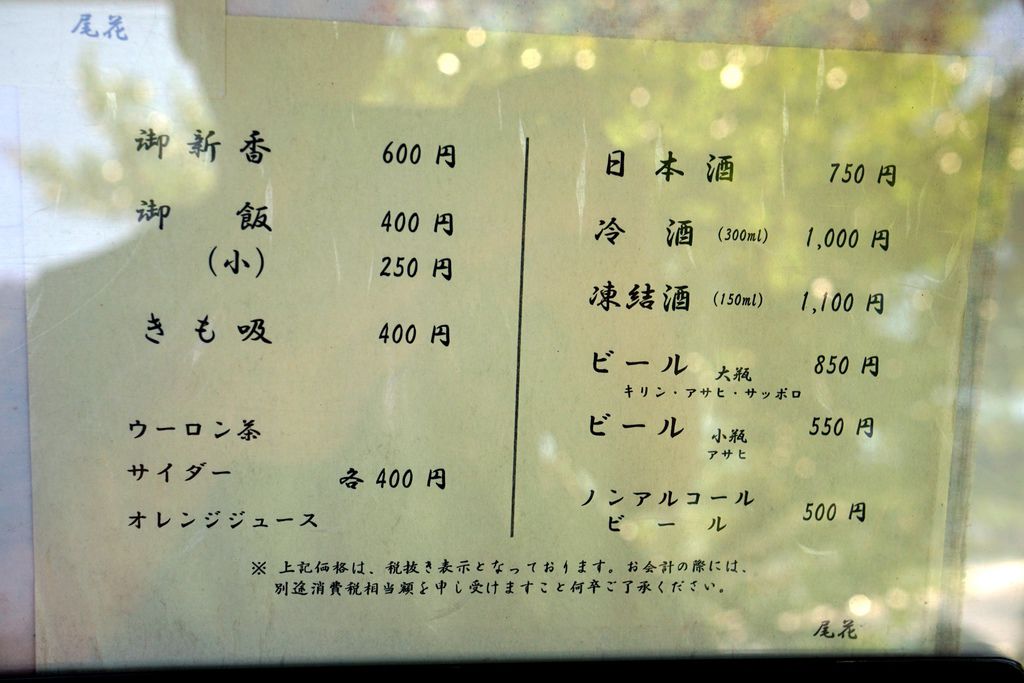 尾花
御新香 600円
御飯 400円
(小) 250円
きも吸 400円
ウーロン茶
サイダー 各400円
オレンジジュース
日本酒 750円
冷酒 (300ml) 1,000円
凍結酒 (150ml) 1,100円
ビール 大瓶 850円
キリン・アサヒ・サッポロ
ビール 小瓶 550円
アサヒ
ノンアルコール
ビール 500円
※ 上記価格は、税抜き表示となっております。お会計の際には、
別途消費税相当額を申し受けますこと何卒ご了承ください。
尾花